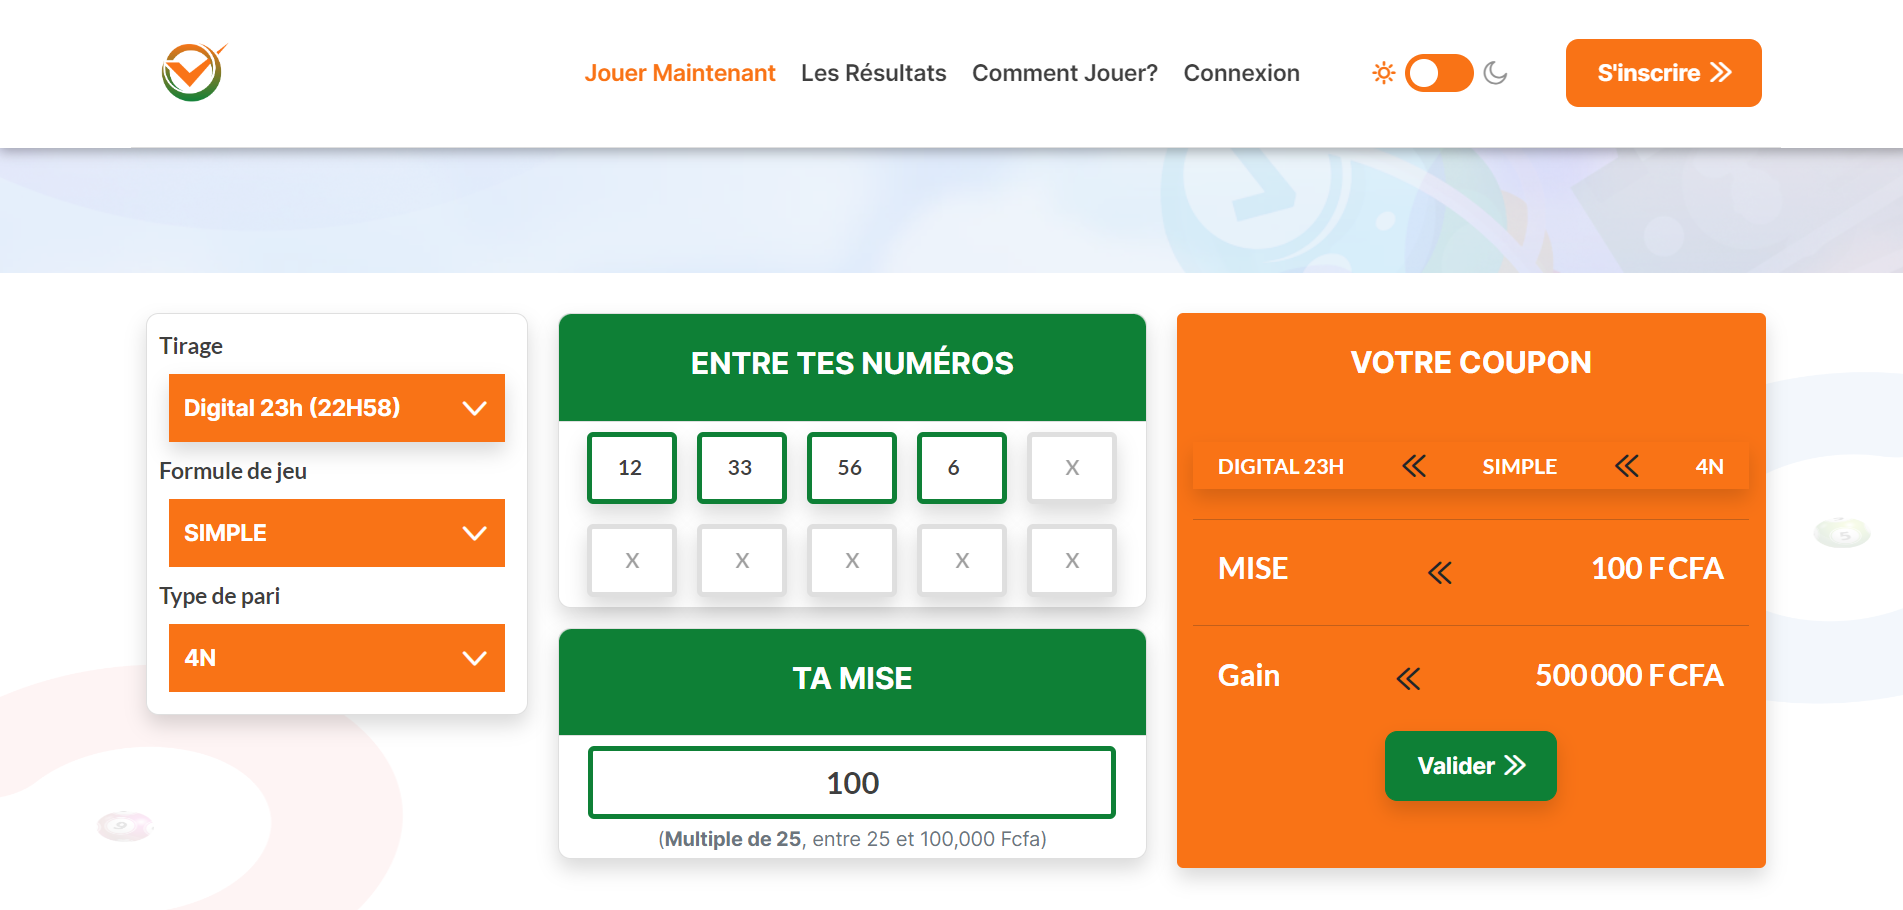 Jouer Maintenant
Les Résultats
Comment Jouer?
Connexion
S'inscrire
Tirage
Digital 23h (22H58)
Formule de jeu
SIMPLE
Type de pari
4N
ENTRE TES NUMÉROS
12 33 56 6 X
X X X X X
TA MISE
100
(Multiple de 25, entre 25 et 100,000 Fcfa)
VOTRE COUPON
DIGITAL 23H SIMPLE 4N
MISE 100 F CFA
Gain 500 000 F CFA
Valider
5
9